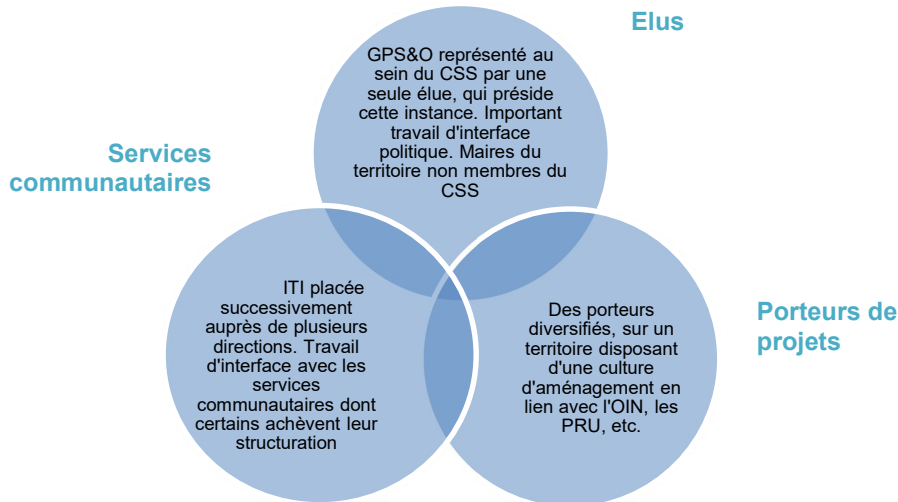 Elus
GPS&O représenté au
sein du CSS par une
seule élue, qui préside
cette instance. Important
travail d'interface
politique. Maires du
territoire non membres du
CSS
Services
communautaires
ITI placée
successivement
auprès de plusieurs
directions. Travail
d'interface avec les
services
communautaires dont
certains achèvent leur
structuration
Porteurs de
projets
Des porteurs
diversifiés, sur un
territoire disposant
d'une culture
d'aménagement en
lien avec l'OIN, les
PRU, etc.